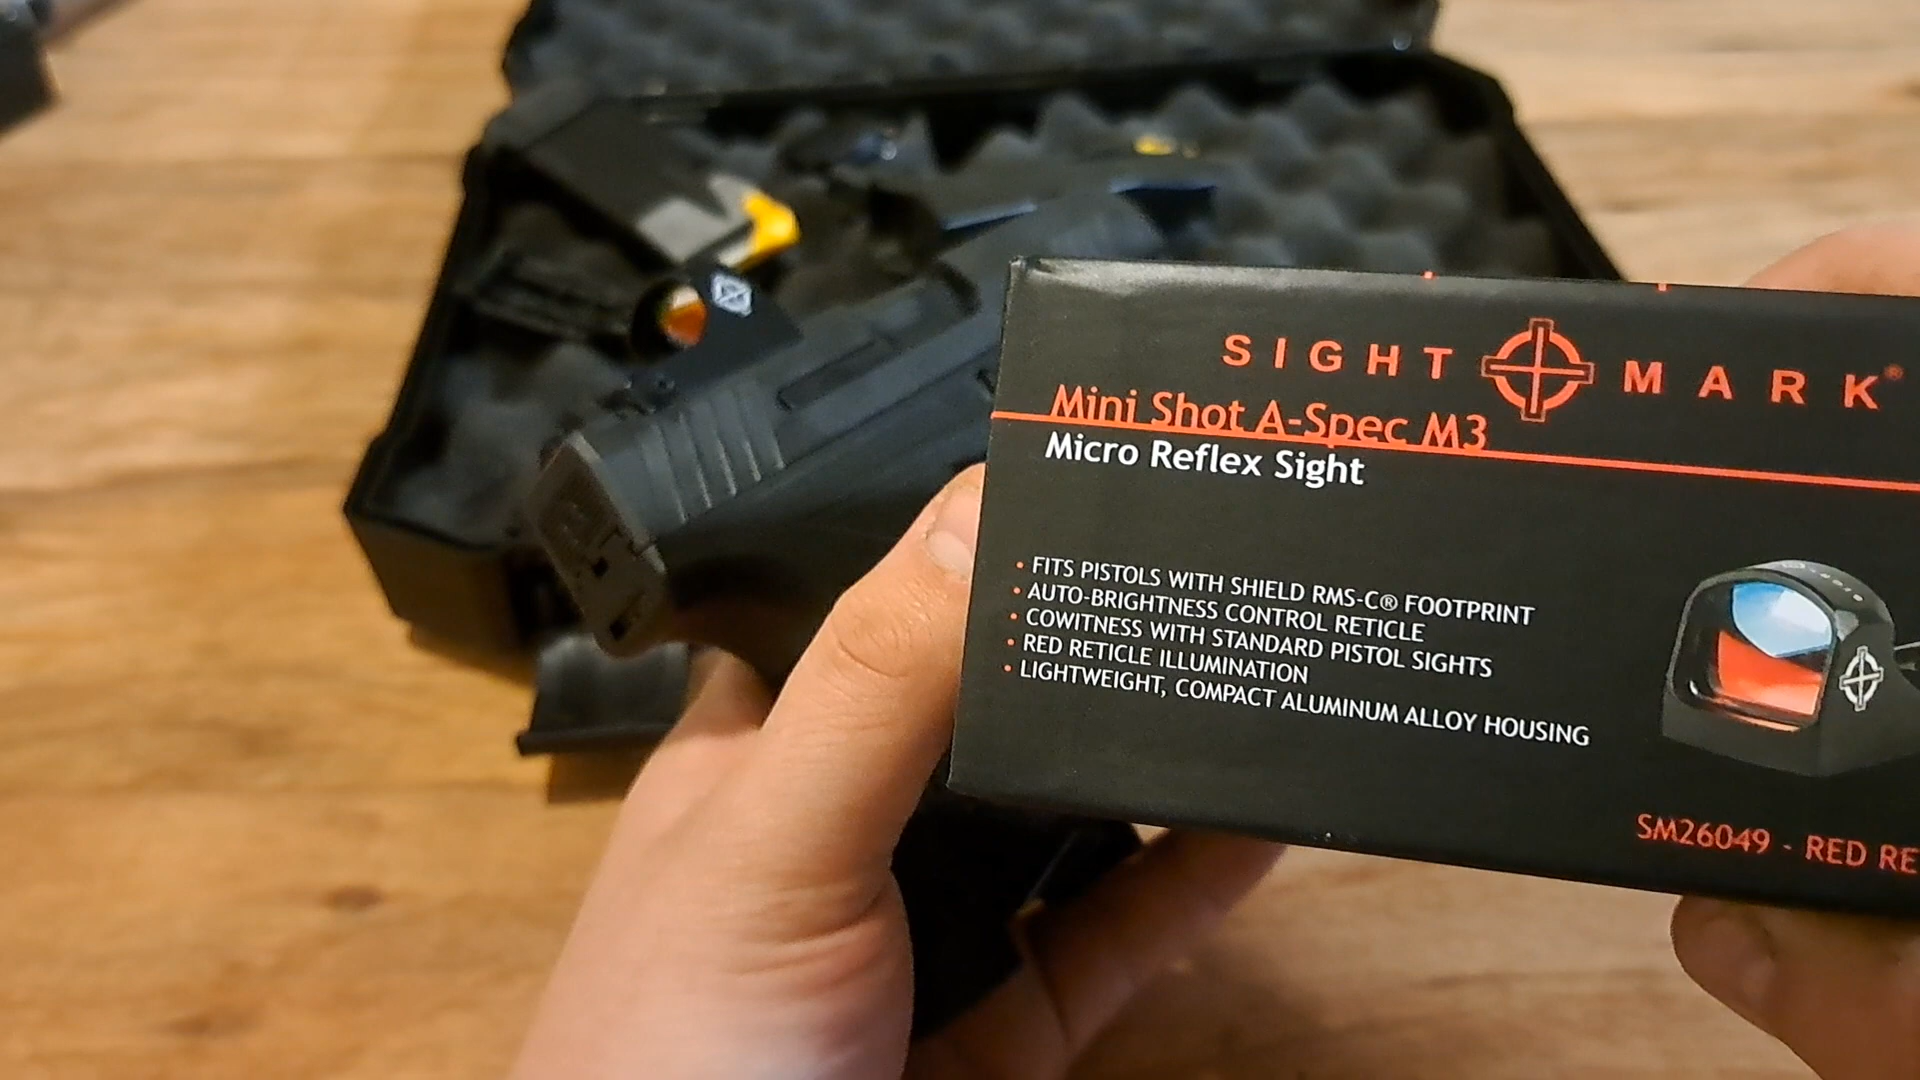 SIGHT MARK®
Mini Shot A-Spec M3
Micro Reflex Sight
• FITS PISTOLS WITH SHIELD RMS-C® FOOTPRINT
• AUTO-BRIGHTNESS CONTROL RETICLE
• COWITNESS WITH STANDARD PISTOL SIGHTS
• RED RETICLE ILLUMINATION
• LIGHTWEIGHT, COMPACT ALUMINUM ALLOY HOUSING
SM26049 - RED RE